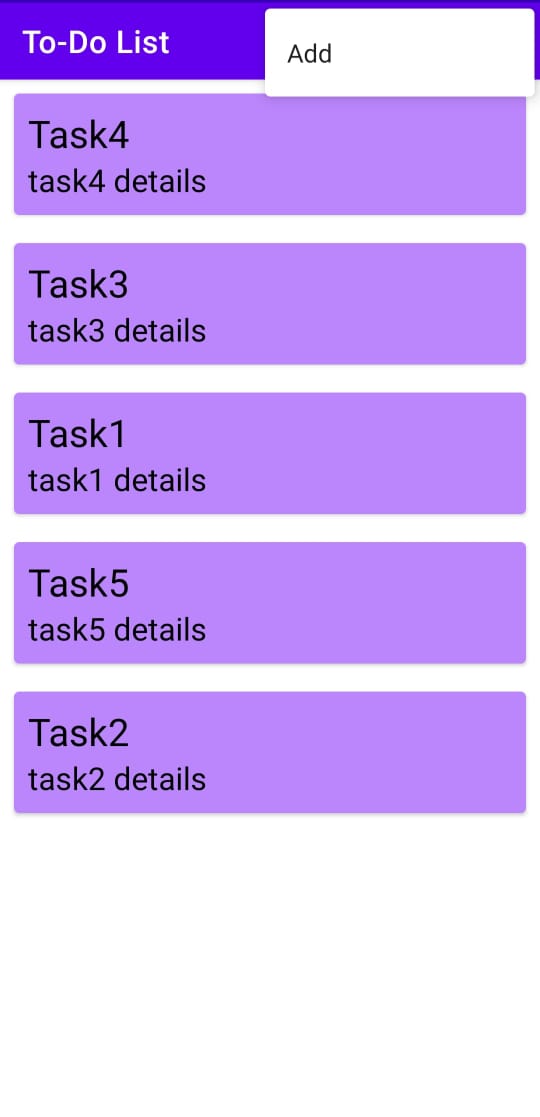 To-Do List
Add
Task4
task4 details
Task3
task3 details
Task1
task1 details
Task5
task5 details
Task2
task2 details